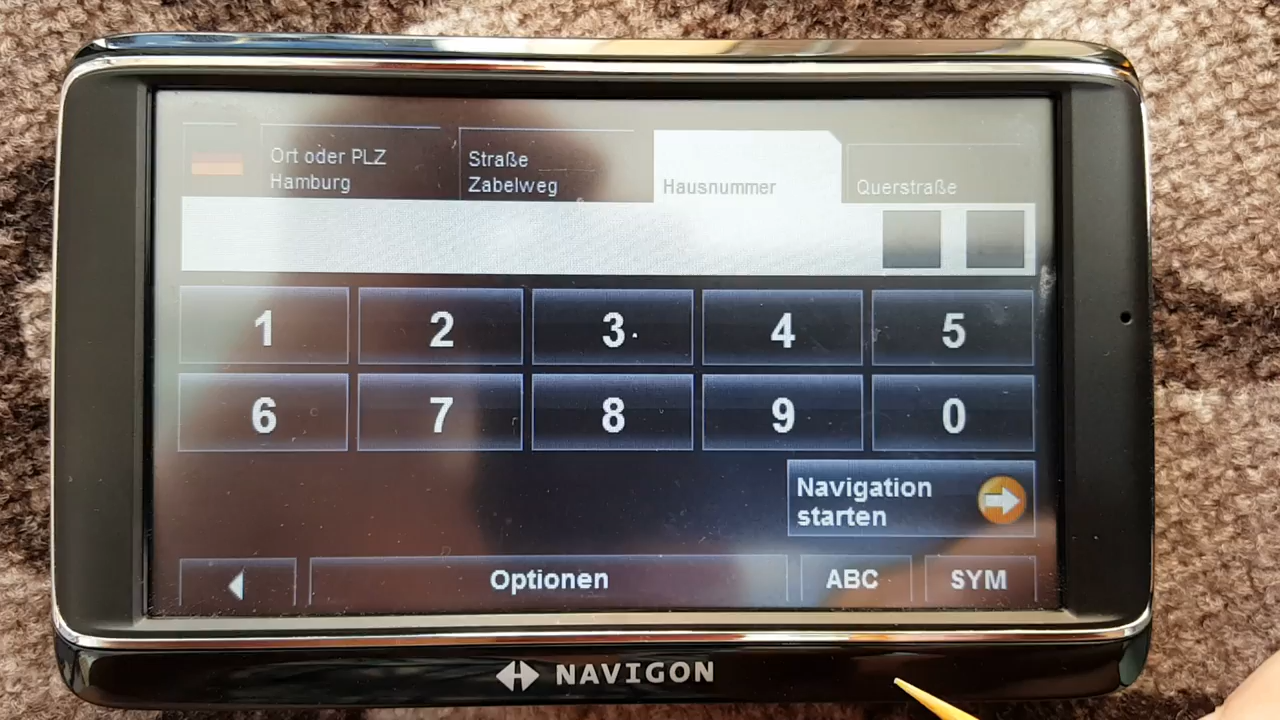 Ort oder PLZ
Hamburg
Straße
Zabelweg
Hausnummer
Querstraße
1 2 3 4 5
6 7 8 9 0
Navigation
starten
Optionen ABC SYM
NAVIGON